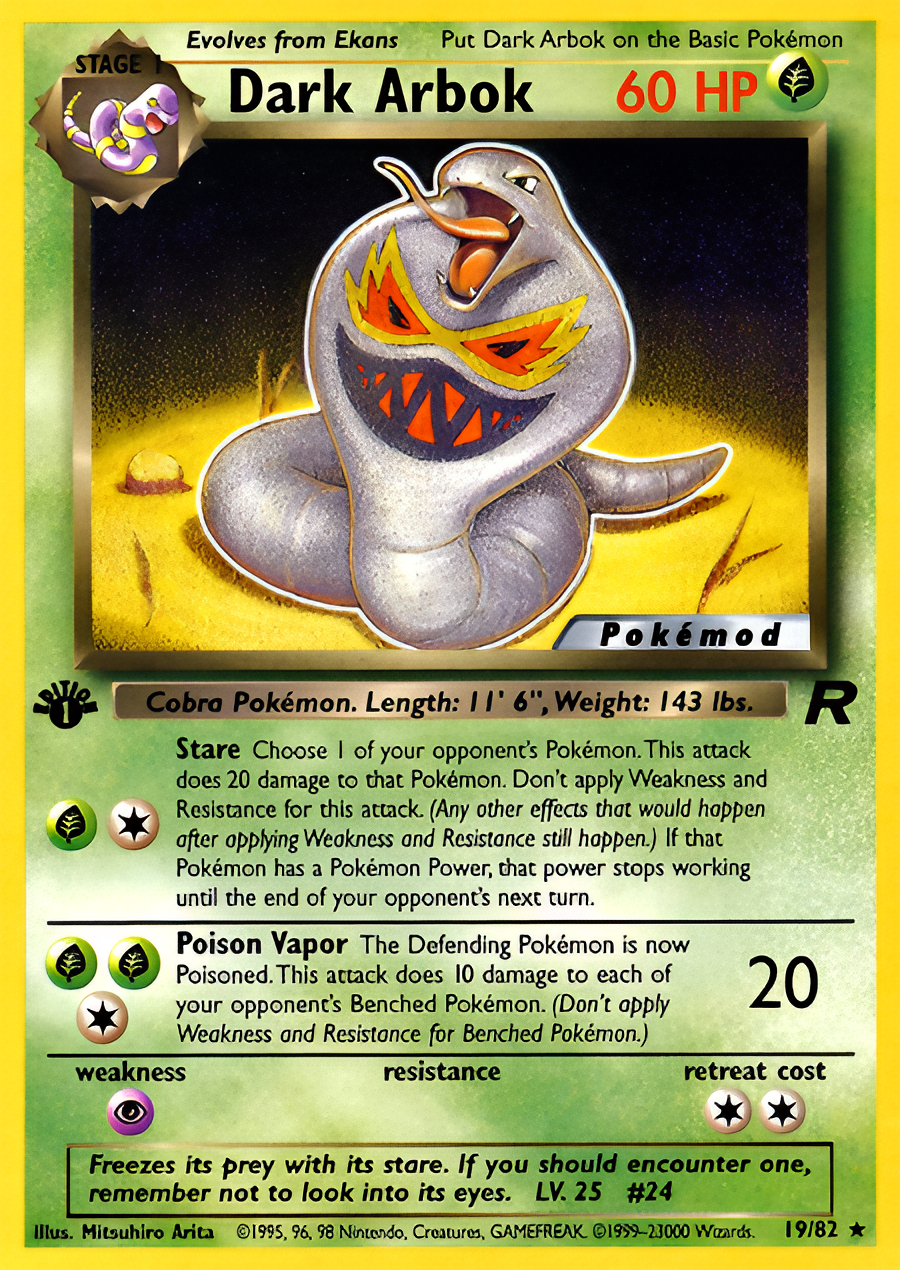 Evolves from Ekans Put Dark Arbok on the Basic Pokémon
STAGE 1
Dark Arbok 60 HP
Pokémod
EDITION
1
Cobra Pokémon. Length: 11' 6", Weight: 143 lbs.
R
Stare Choose 1 of your opponent's Pokémon. This attack
does 20 damage to that Pokémon. Don't apply Weakness and
Resistance for this attack. (Any other effects that would happen
after applying Weakness and Resistance still happen.) If that
Pokémon has a Pokémon Power, that power stops working
until the end of your opponent's next turn.
Poison Vapor The Defending Pokémon is now
Poisoned. This attack does 10 damage to each of
your opponent's Benched Pokémon. (Don't apply
Weakness and Resistance for Benched Pokémon.)
20
weakness resistance retreat cost
Freezes its prey with its stare. If you should encounter one,
remember not to look into its eyes. LV. 25 #24
Illus. Mitsuhiro Arita ©1995, 96, 98 Nintendo, Creatures, GAMEFREAK. Wizards. 19/82